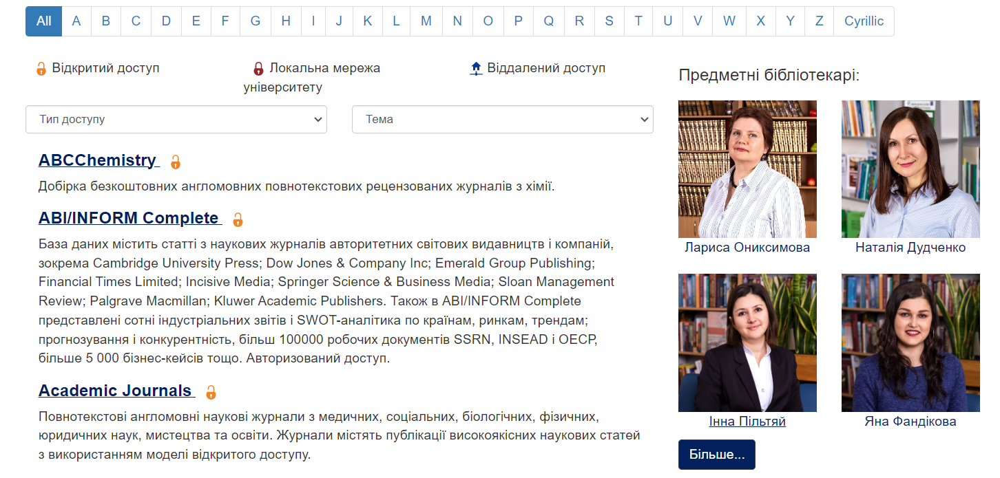 All A B C D E F G H I J K L M N O P Q R S T U V W X Y Z Cyrillic
Відкритий доступ
Локальна мережа
університету
Віддалений доступ
Тип доступу
Тема
ABCChemistry
Добірка безкоштовних англомовних повнотекстових рецензованих журналів з хімії.
ABI/INFORM Complete
База даних містить статті з наукових журналів авторитетних світових видавництв і компаній,
зокрема Cambridge University Press; Dow Jones & Company Inc; Emerald Group Publishing;
Financial Times Limited; Incisive Media; Springer Science & Business Media; Sloan Management
Review; Palgrave Macmillan; Kluwer Academic Publishers. Також в ABI/INFORM Complete
представлені сотні індустріальних звітів і SWOT-аналітика по країнам, ринкам, трендам;
прогнозування і конкурентність, більш 100000 робочих документів SSRN, INSEAD і OECP,
більше 5 000 бізнес-кейсів тощо. Авторизований доступ.
Academic Journals
Повнотекстові англомовні наукові журнали з медичних, соціальних, біологічних, фізичних,
юридичних наук, мистецтва та освіти. Журнали містять публікації високоякісних наукових статей
з використанням моделі відкритого доступу.
Предметні бібліотекарі:
Лариса Ониксимова
Наталія Дудченко
Інна Пільтяй
Яна Фандікова
Більше...